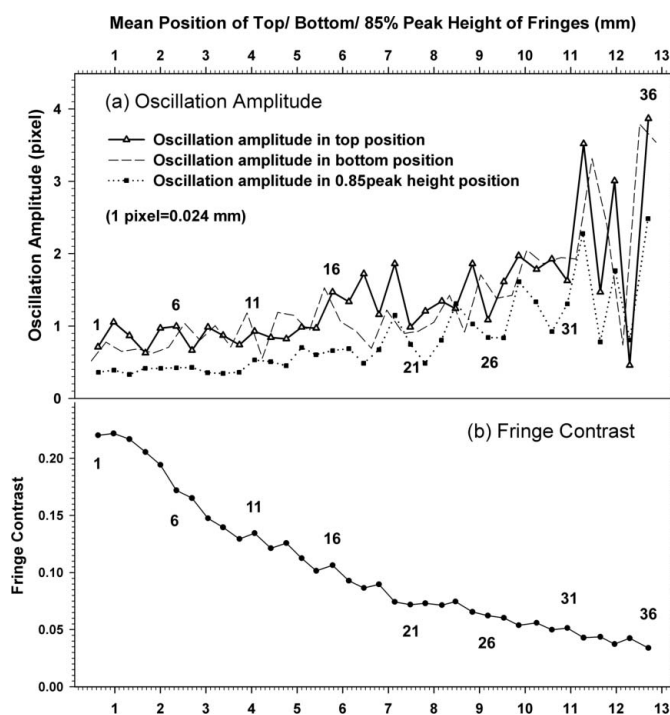 Mean Position of Top/ Bottom/ 85% Peak Height of Fringes (mm)
1 2 3 4 5 6 7 8 9 10 11 12 13
(a) Oscillation Amplitude
Oscillation amplitude in top position
Oscillation amplitude in bottom position
Oscillation amplitude in 0.85peak height position
(1 pixel=0.024 mm)
Oscillation Amplitude (pixel)
4
3
2
1
0
1 6 11 16 21 26 31 36
(b) Fringe Contrast
Fringe Contrast
0.20
0.15
0.10
0.05
0.00
1 6 11 16 21 26 31 36
1 2 3 4 5 6 7 8 9 10 11 12 13